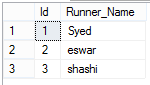 Id Runner_Name
1 1 Syed
2 2 eswar
3 3 shashi